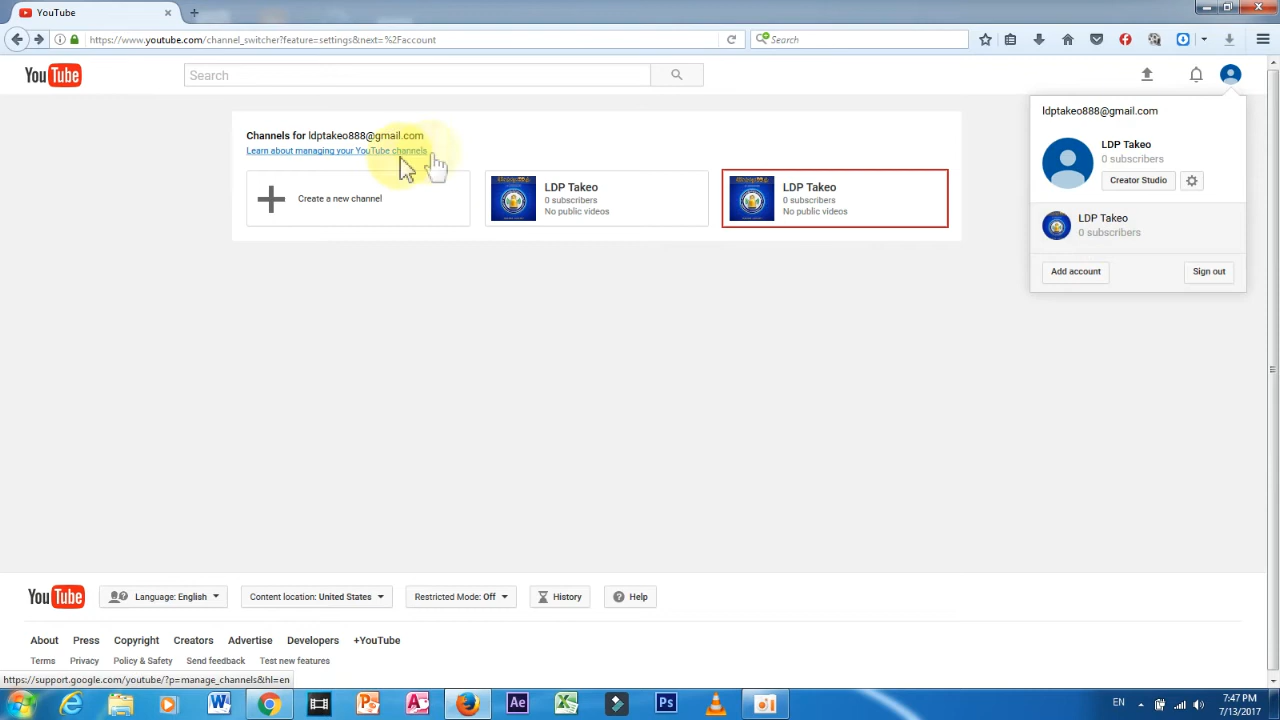 YouTube
https://www.youtube.com/channel_switcher?feature=settings&next=%2Faccount
Search
YouTube
Search
ldptakeo888@gmail.com
Channels for ldptakeo888@gmail.com
Learn about managing your YouTube channels
LDP Takeo
0 subscribers
Creator Studio
Create a new channel
LDP Takeo
0 subscribers
No public videos
LDP Takeo
0 subscribers
No public videos
LDP Takeo
0 subscribers
Add account
Sign out
YouTube
Language: English
Content location: United States
Restricted Mode: Off
History
Help
About Press Copyright Creators Advertise Developers +YouTube
Terms Privacy Policy & Safety Send feedback Test new features
https://support.google.com/youtube/?p=manage_channels&hl=en
EN
7:47 PM
7/13/2017